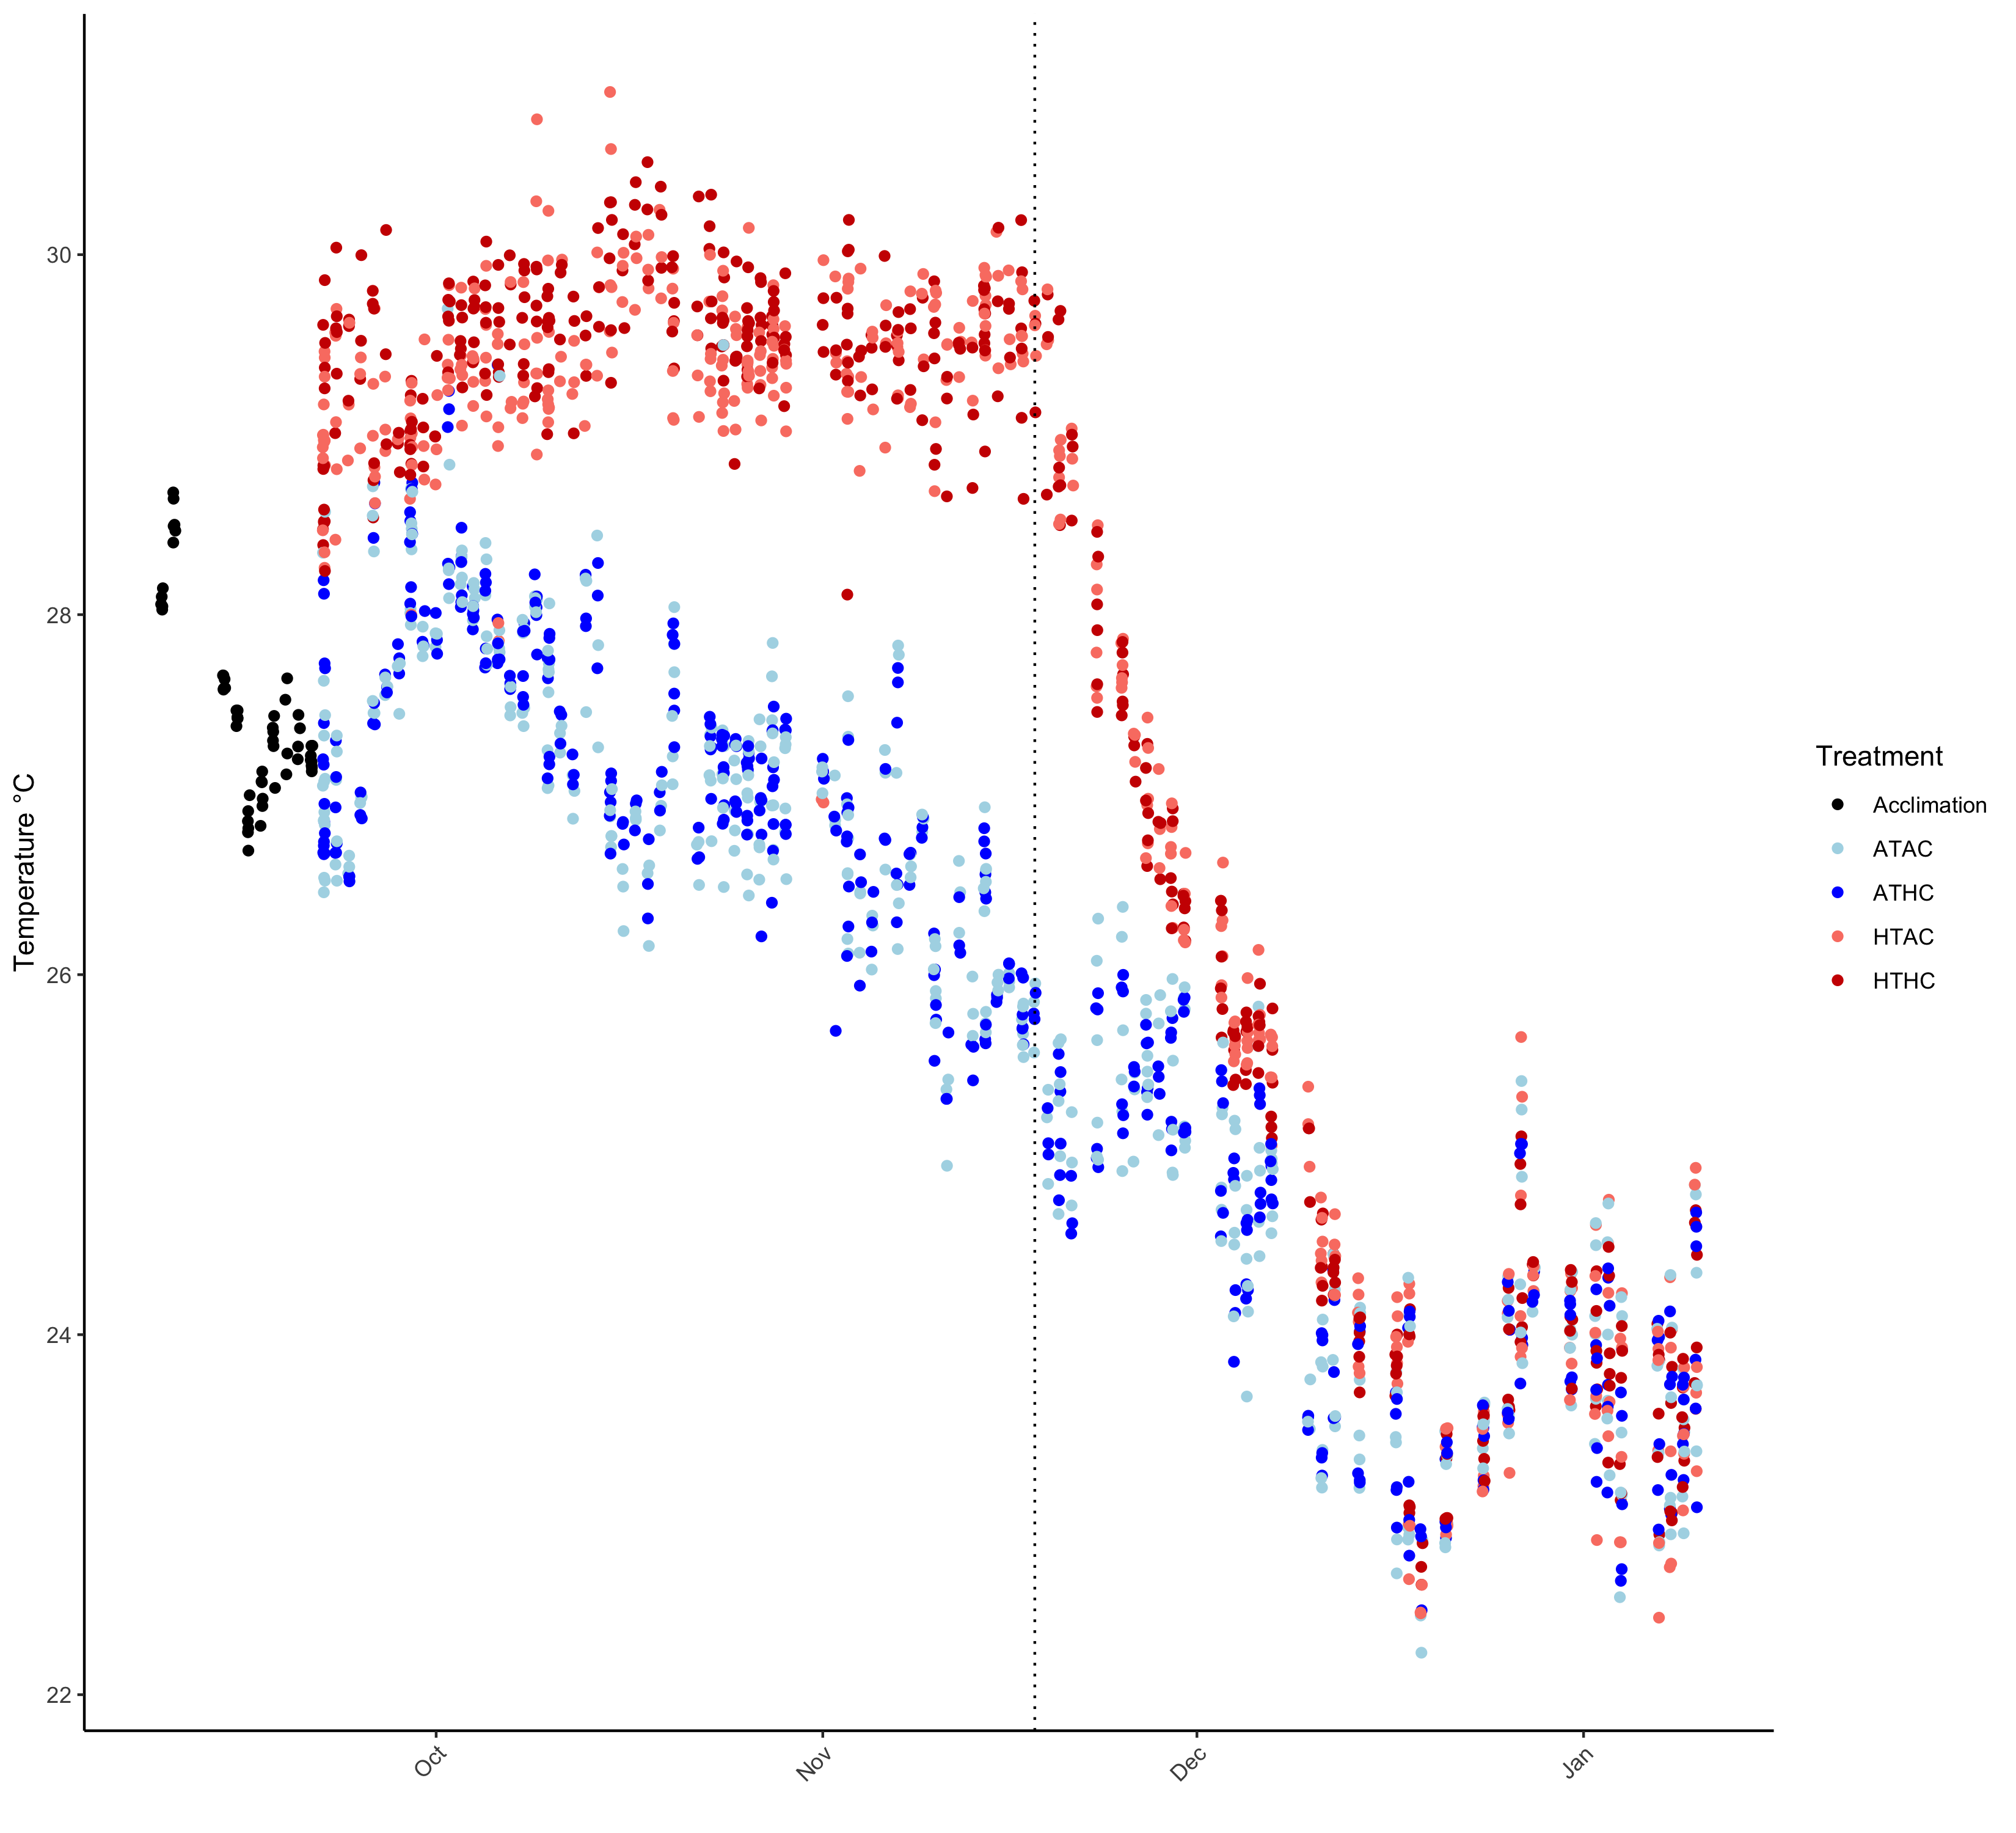 Temperature °C
30
28
26
24
22
Oct
Nov
Dec
Jan
Treatment
Acclimation
ATAC
ATHC
HTAC
HTHC